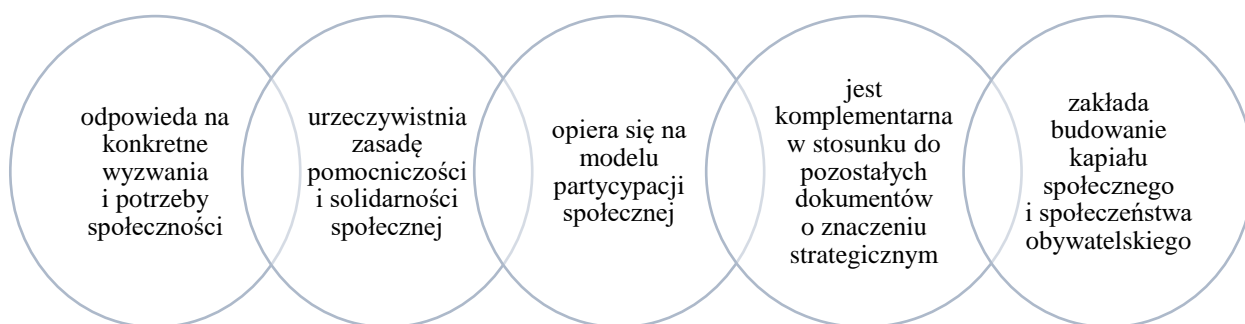 odpowieda na
konkretne
wyzwania
i potrzeby
społeczności
urzeczywistnia
zasadę
pomocniczości
i solidarności
społecznej
opiera się na
modelu
partycypacji
społecznej
jest
komplementarna
w stosunku do
pozostałych
dokumentów
o znaczeniu
strategicznym
zakłada
budowanie
kapiału
społecznego
i społeczeństwa
obywatelskiego